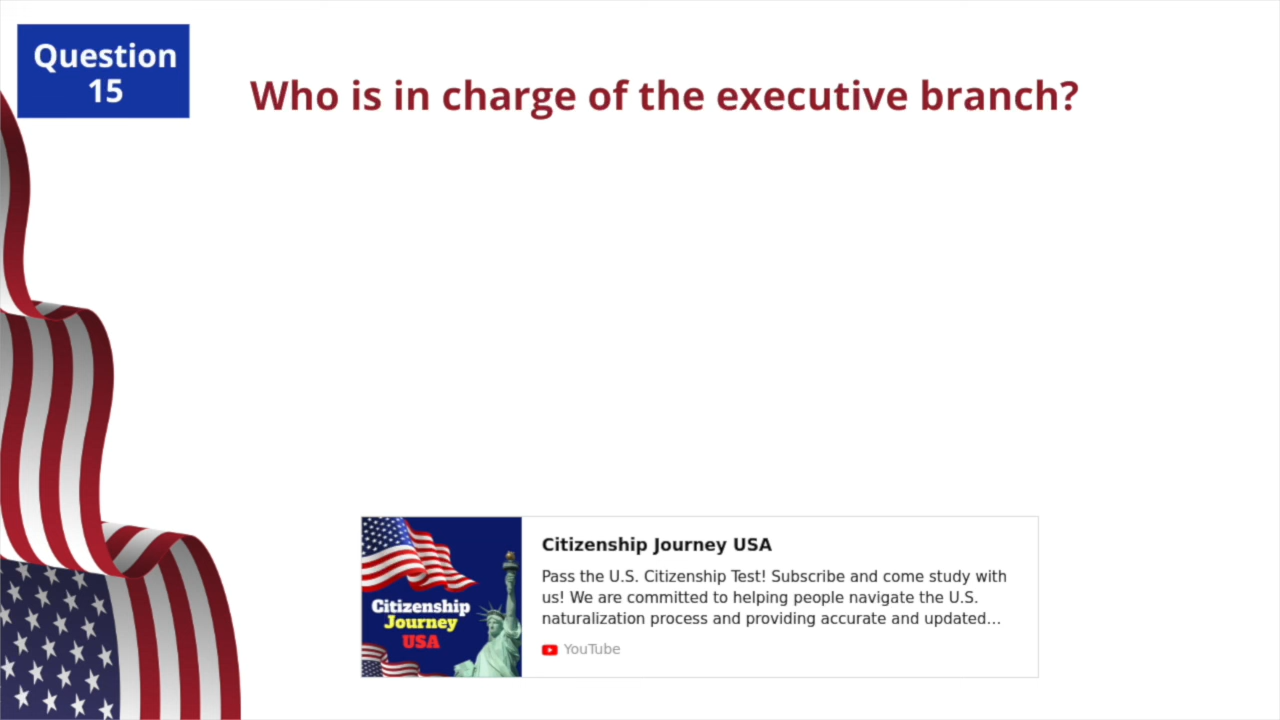 Question
15
Who is in charge of the executive branch?
Citizenship
Journey
USA
Citizenship Journey USA
Pass the U.S. Citizenship Test! Subscribe and come study with
us! We are committed to helping people navigate the U.S.
naturalization process and providing accurate and updated...
YouTube